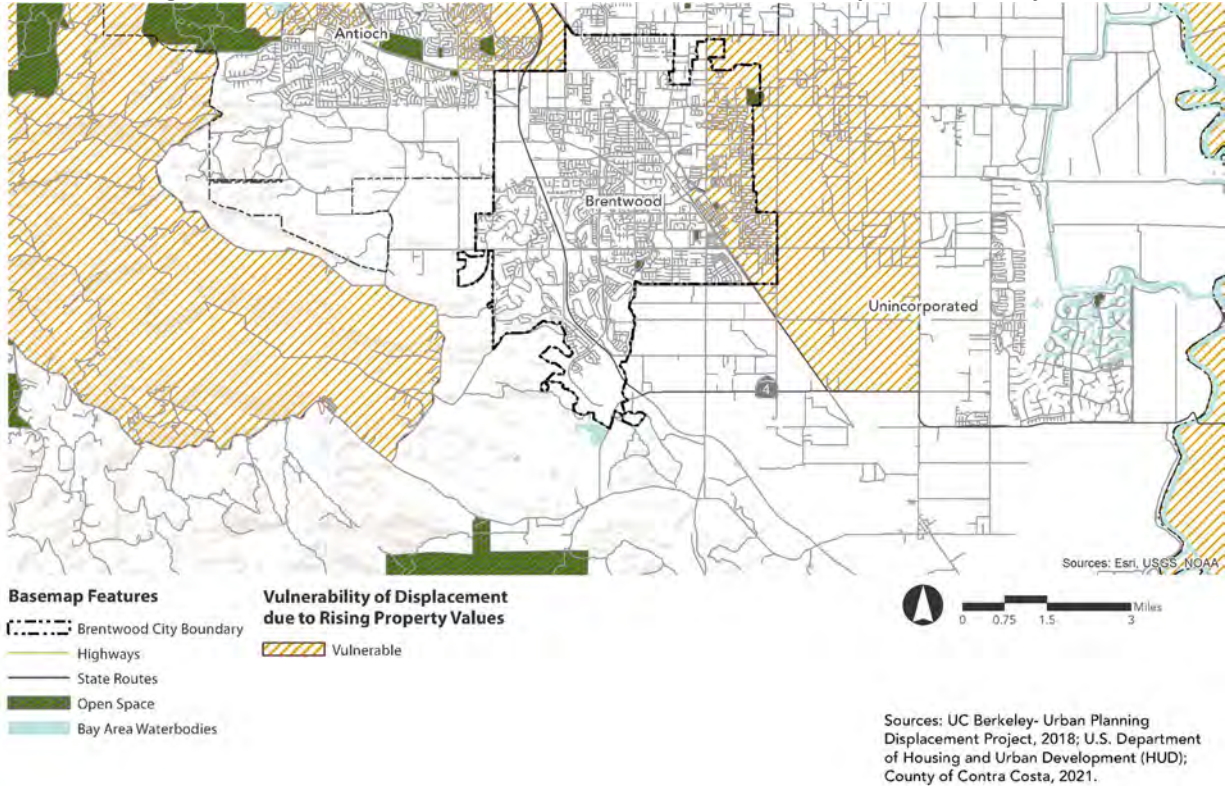 Antioch
Brentwood
Unincorporated
4
Sources: Esri, USGS, NOAA
Basemap Features
Brentwood City Boundary
Highways
State Routes
Open Space
Bay Area Waterbodies
Vulnerability of Displacement
due to Rising Property Values
Vulnerable
Miles
0 0.75 1.5 3
Sources: UC Berkeley- Urban Planning
Displacement Project, 2018; U.S. Department
of Housing and Urban Development (HUD);
County of Contra Costa, 2021.